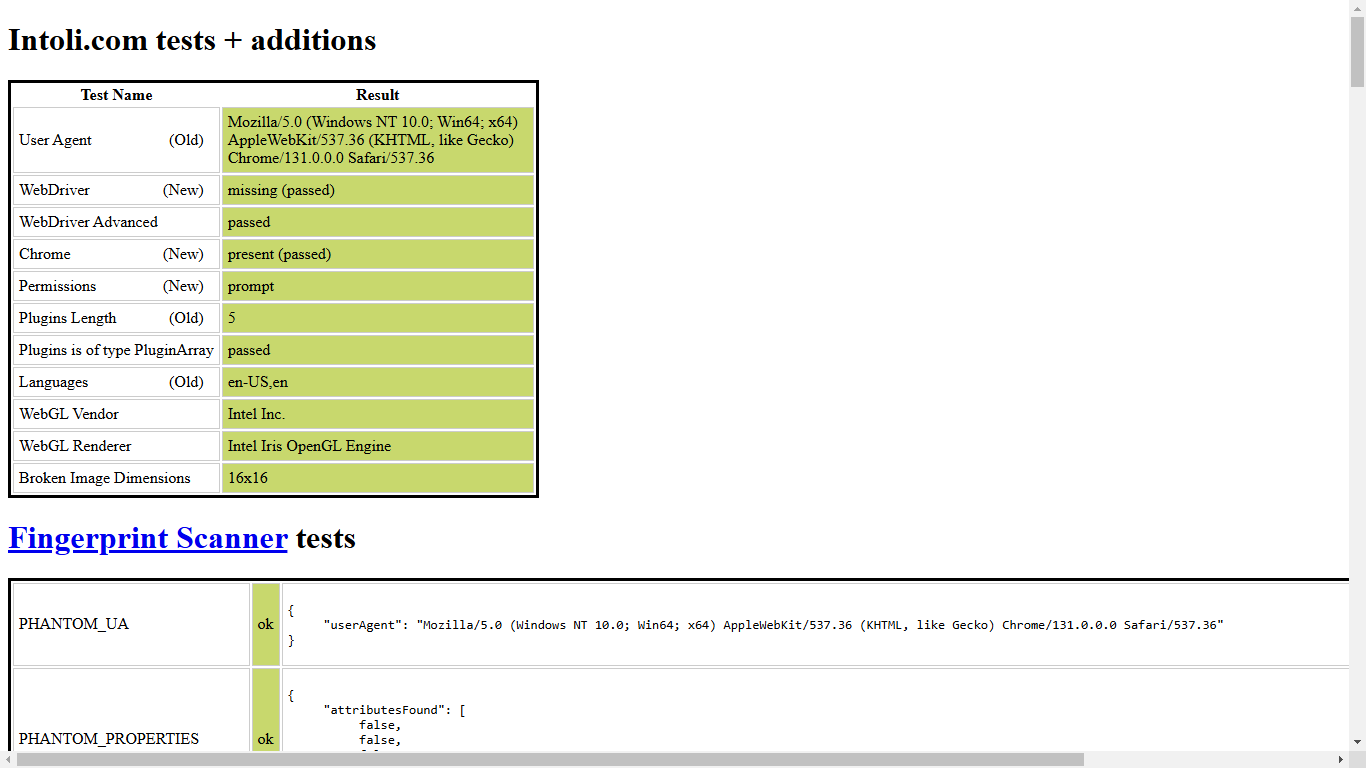 Intoli.com tests + additions
Test Name Result
User Agent (Old) Mozilla/5.0 (Windows NT 10.0; Win64; x64)
AppleWebKit/537.36 (KHTML, like Gecko)
Chrome/131.0.0.0 Safari/537.36
WebDriver (New) missing (passed)
WebDriver Advanced passed
Chrome (New) present (passed)
Permissions (New) prompt
Plugins Length (Old) 5
Plugins is of type PluginArray passed
Languages (Old) en-US,en
WebGL Vendor Intel Inc.
WebGL Renderer Intel Iris OpenGL Engine
Broken Image Dimensions 16x16
Fingerprint Scanner tests
PHANTOM_UA ok {
"userAgent": "Mozilla/5.0 (Windows NT 10.0; Win64; x64) AppleWebKit/537.36 (KHTML, like Gecko) Chrome/131.0.0.0 Safari/537.36"
}
PHANTOM_PROPERTIES ok {
"attributesFound": [
false,
false,